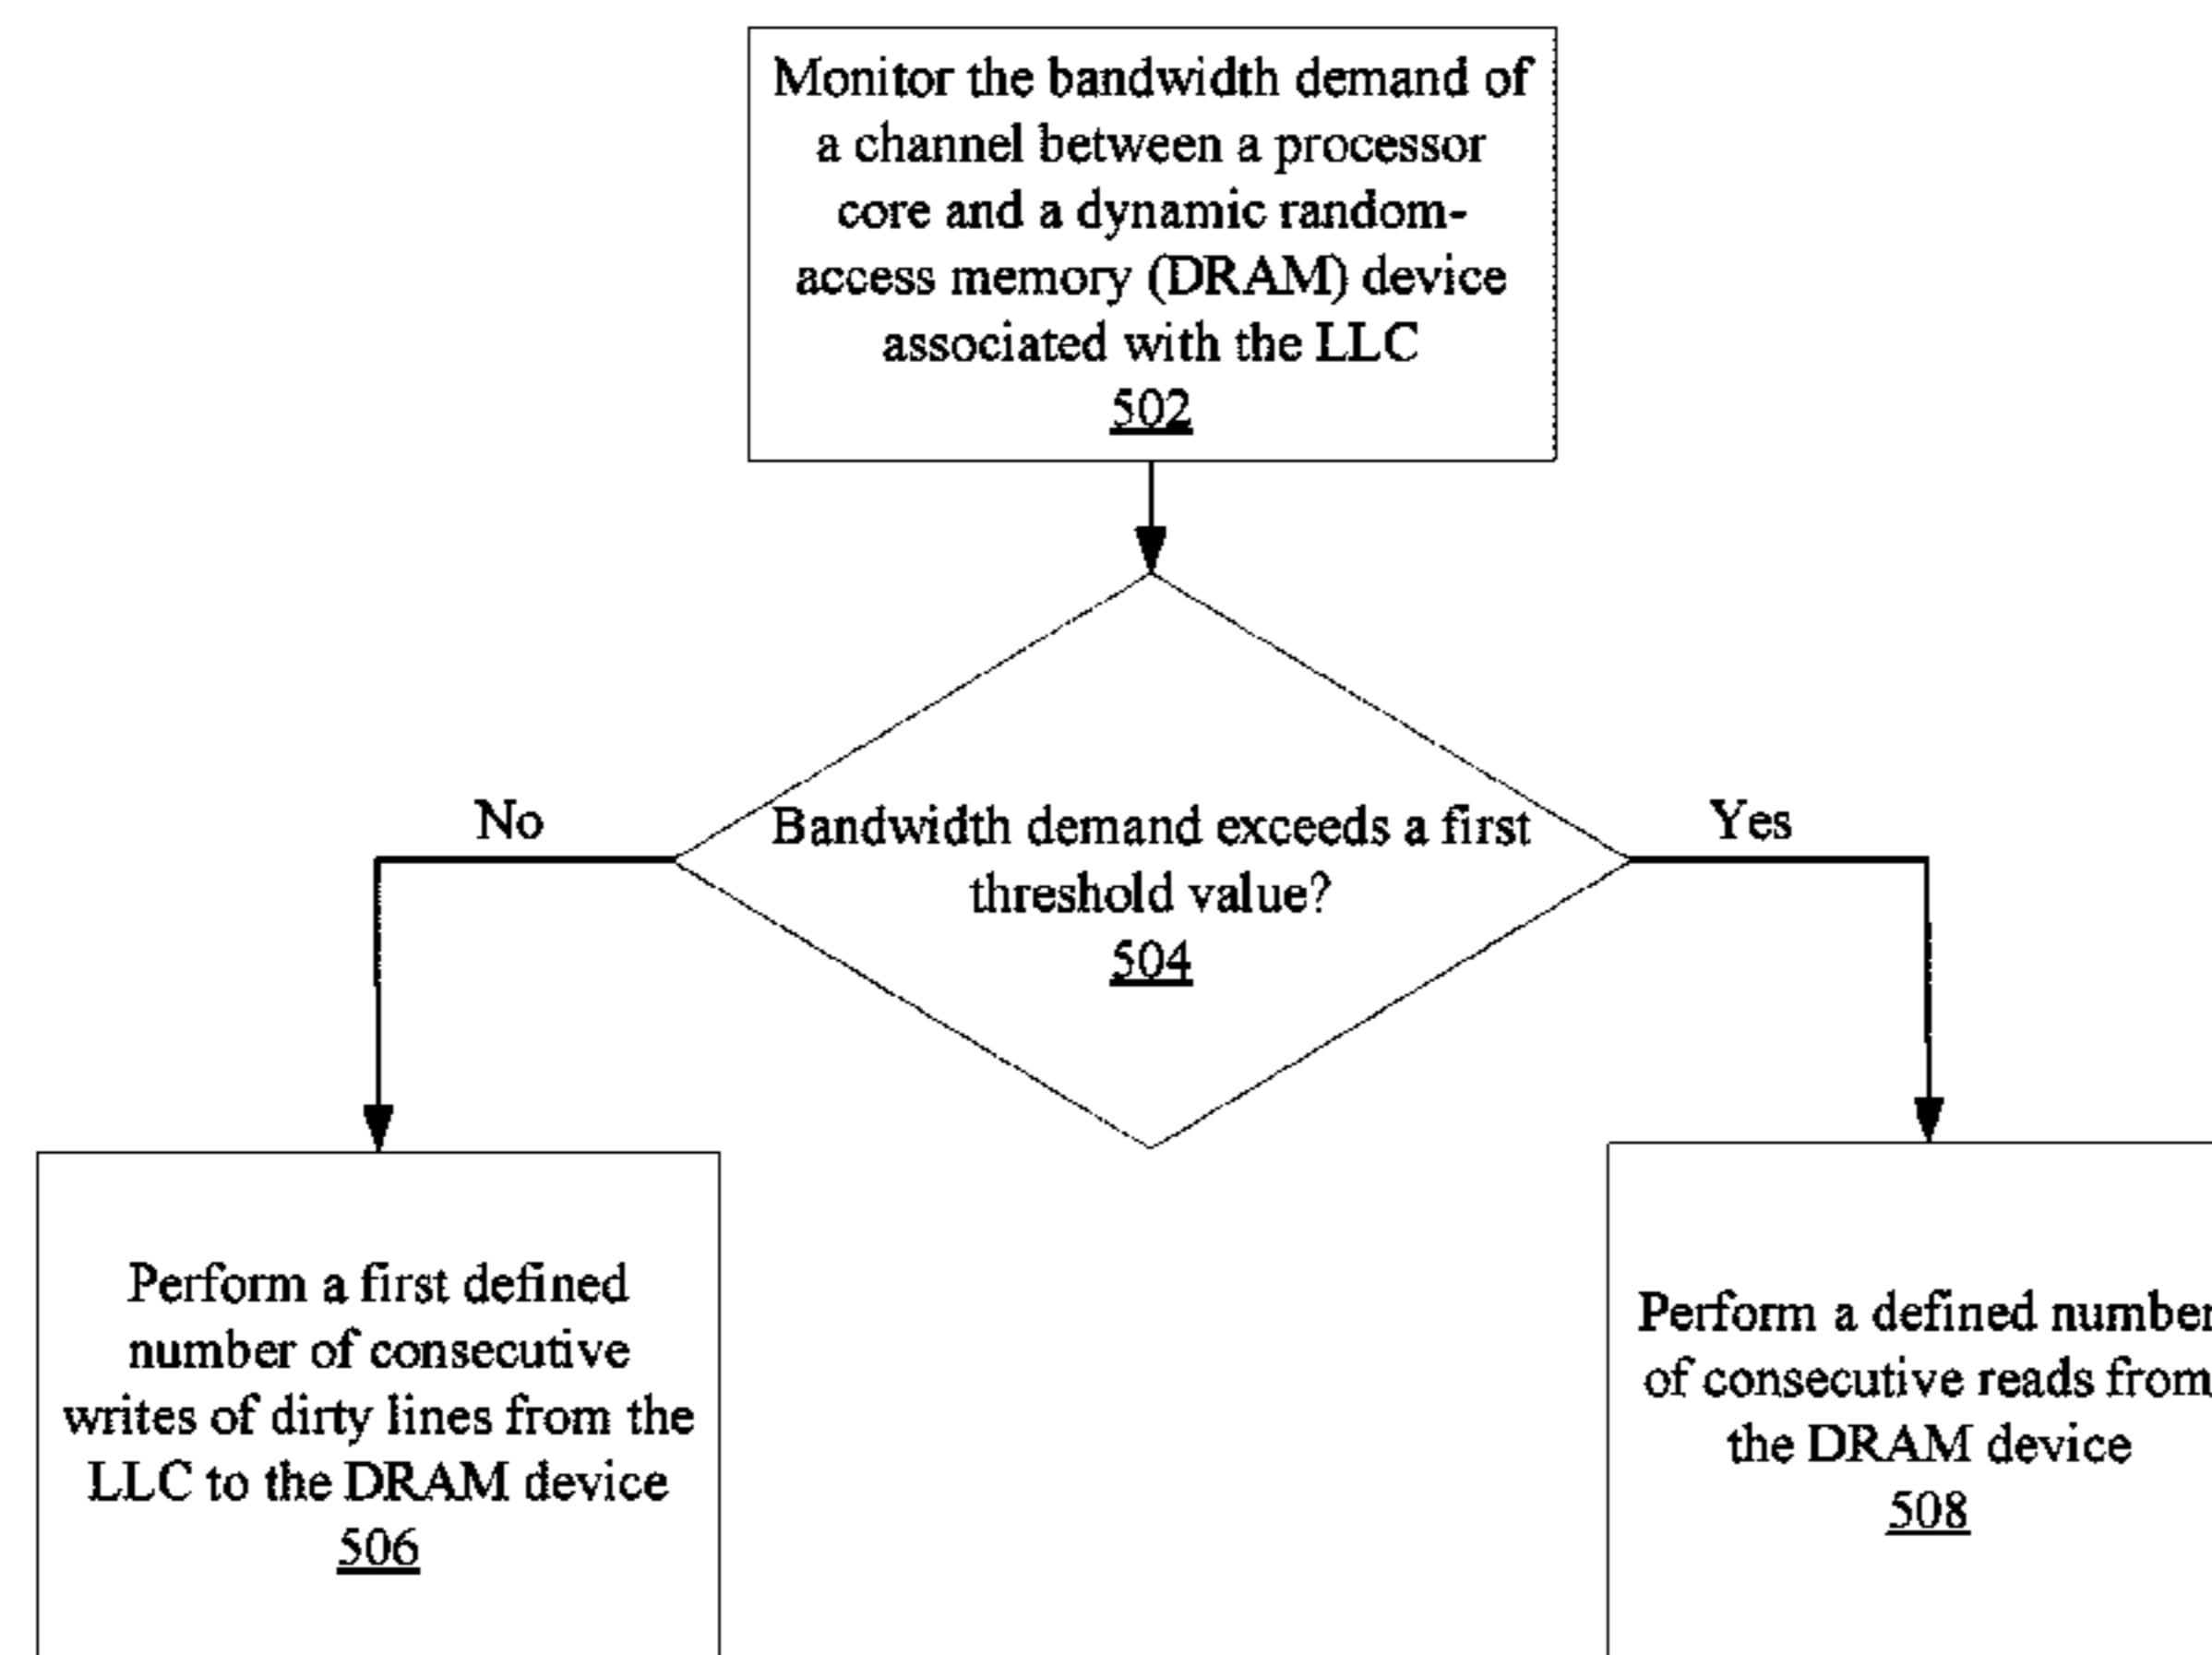 Monitor the bandwidth demand of
a channel between a processor
core and a dynamic random-
access memory (DRAM) device
associated with the LLC
502
No
Bandwidth demand exceeds a first
threshold value?
504
Yes
Perform a first defined
number of consecutive
writes of dirty lines from the
LLC to the DRAM device
506
Perform a defined number
of consecutive reads from
the DRAM device
508